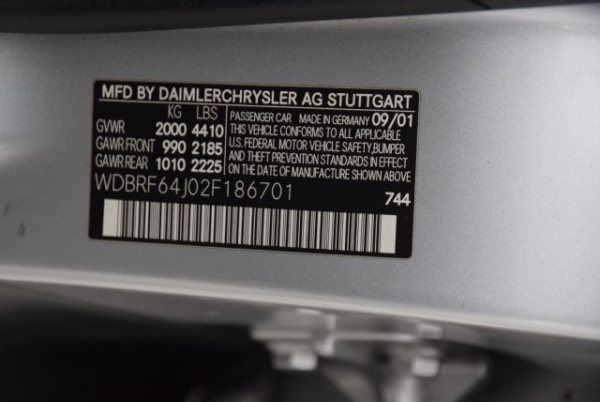 MFD BY DAIMLERCHRYSLER AG STUTTGART
KG LBS
GVWR 2000 4410
GAWR FRONT 990 2185
GAWR REAR 1010 2225
PASSENGER CAR MADE IN GERMANY 09/01
THIS VEHICLE CONFORMS TO ALL APPLICABLE
U.S. FEDERAL MOTOR VEHICLE SAFETY, BUMPER
AND THEFT PREVENTION STANDARDS IN EFFECT
ON THE DATE OF MANUFACTURE SHOWN ABOVE
WDBRF64J02F186701
744